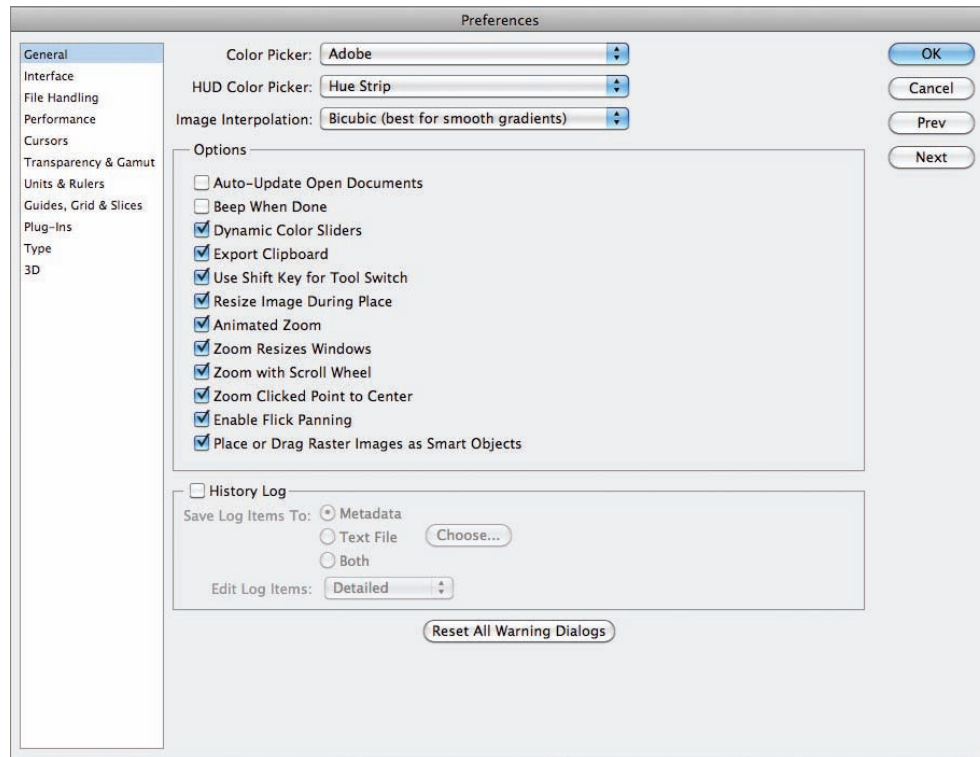 Preferences
General
Interface
File Handling
Performance
Cursors
Transparency & Gamut
Units & Rulers
Guides, Grid & Slices
Plug-Ins
Type
3D
Color Picker: Adobe
HUD Color Picker: Hue Strip
Image Interpolation: Bicubic (best for smooth gradients)
Options
Auto-Update Open Documents
Beep When Done
Dynamic Color Sliders
Export Clipboard
Use Shift Key for Tool Switch
Resize Image During Place
Animated Zoom
Zoom Resizes Windows
Zoom with Scroll Wheel
Zoom Clicked Point to Center
Enable Flick Panning
Place or Drag Raster Images as Smart Objects
History Log
Save Log Items To: Metadata
Text File Choose...
Both
Edit Log Items: Detailed
Reset All Warning Dialogs
OK
Cancel
Prev
Next